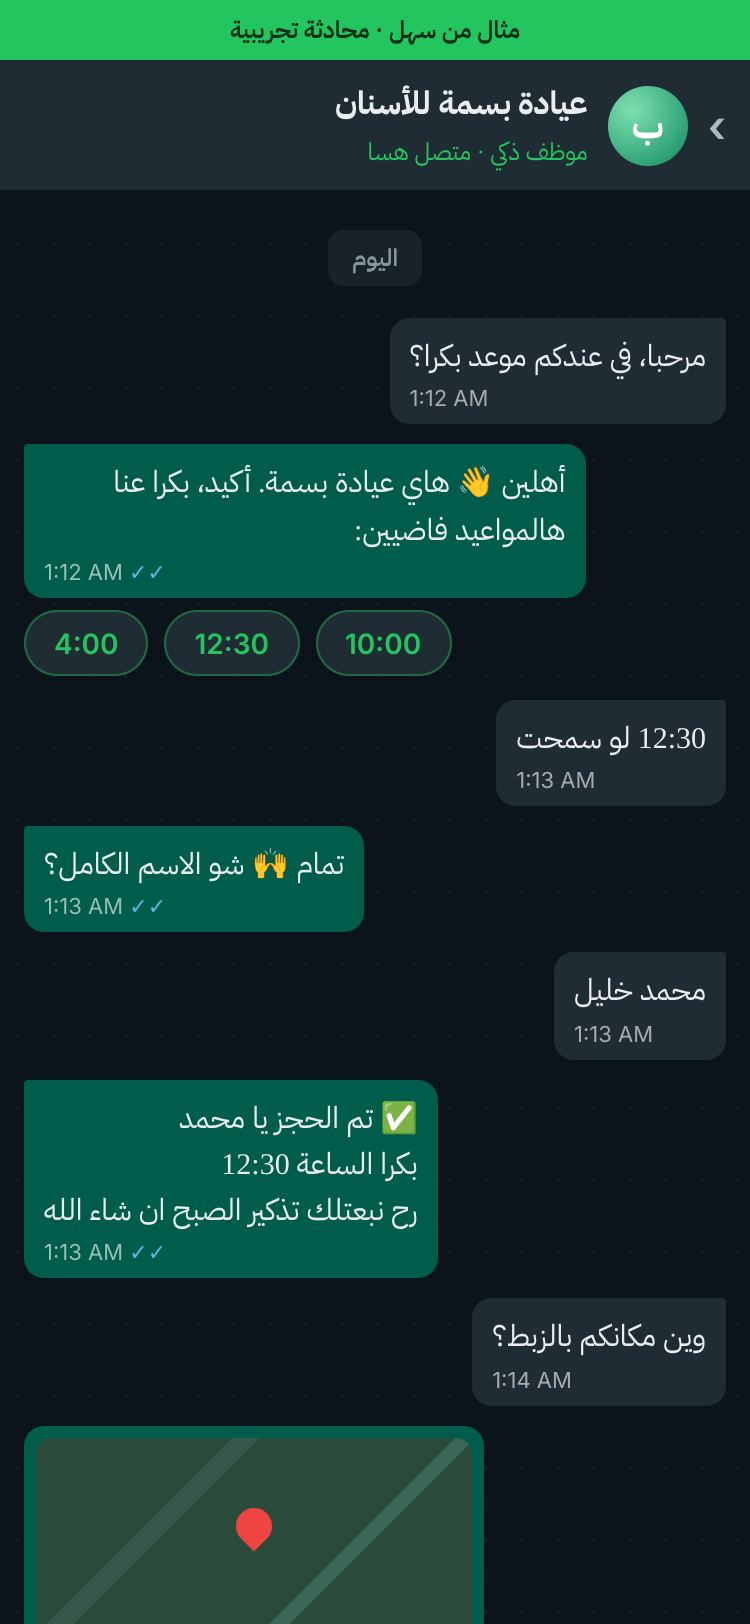 مثال من سهل · محادثة تجريبية
عيادة بسمة للأسنان
ب
موظف ذكي · متصل هسا
اليوم
مرحبا، في عندكم موعد بكرا؟
1:12 AM
أهلين 👋 هاي عيادة بسمة. أكيد، بكرا عنا
هالمواعيد فاضيين:
1:12 AM ✓✓
10:00
12:30
4:00
12:30 لو سمحت
1:13 AM
تمام 🙌 شو الاسم الكامل؟
1:13 AM ✓✓
محمد خليل
1:13 AM
✅ تم الحجز يا محمد
بكرا الساعة 12:30
رح نبعتلك تذكير الصبح ان شاء الله
1:13 AM ✓✓
وين مكانكم بالزبط؟
1:14 AM